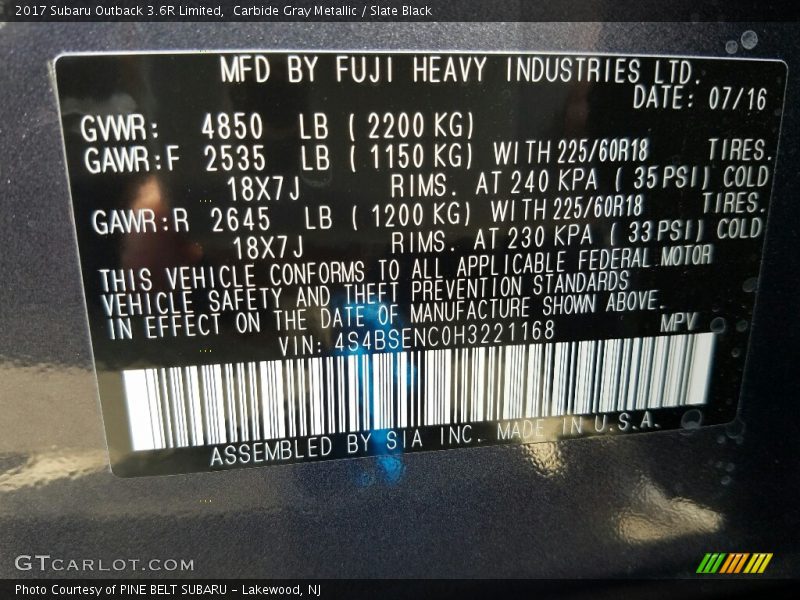 2017 Subaru Outback 3.6R Limited,  Carbide Gray Metallic / Slate Black
MFD BY FUJI HEAVY INDUSTRIES LTD.
DATE: 07/16
GVWR: 4850 LB ( 2200 KG)
GAWR:F 2535 LB ( 1150 KG) WITH 225/60R18 TIRES.
18X7J RIMS. AT 240 KPA ( 35 PSI) COLD
GAWR:R 2645 LB ( 1200 KG) WITH 225/60R18 TIRES.
18X7J RIMS. AT 230 KPA ( 33 PSI) COLD
THIS VEHICLE CONFORMS TO ALL APPLICABLE FEDERAL MOTOR
VEHICLE SAFETY AND THEFT PREVENTION STANDARDS
IN EFFECT ON THE DATE OF MANUFACTURE SHOWN ABOVE.
VIN: 4S4BSENC0H3221168 MPV
ASSEMBLED BY SIA INC. MADE IN U.S.A.
GTCARLOT.COM
Photo Courtesy of PINE BELT SUBARU - Lakewood, NJ